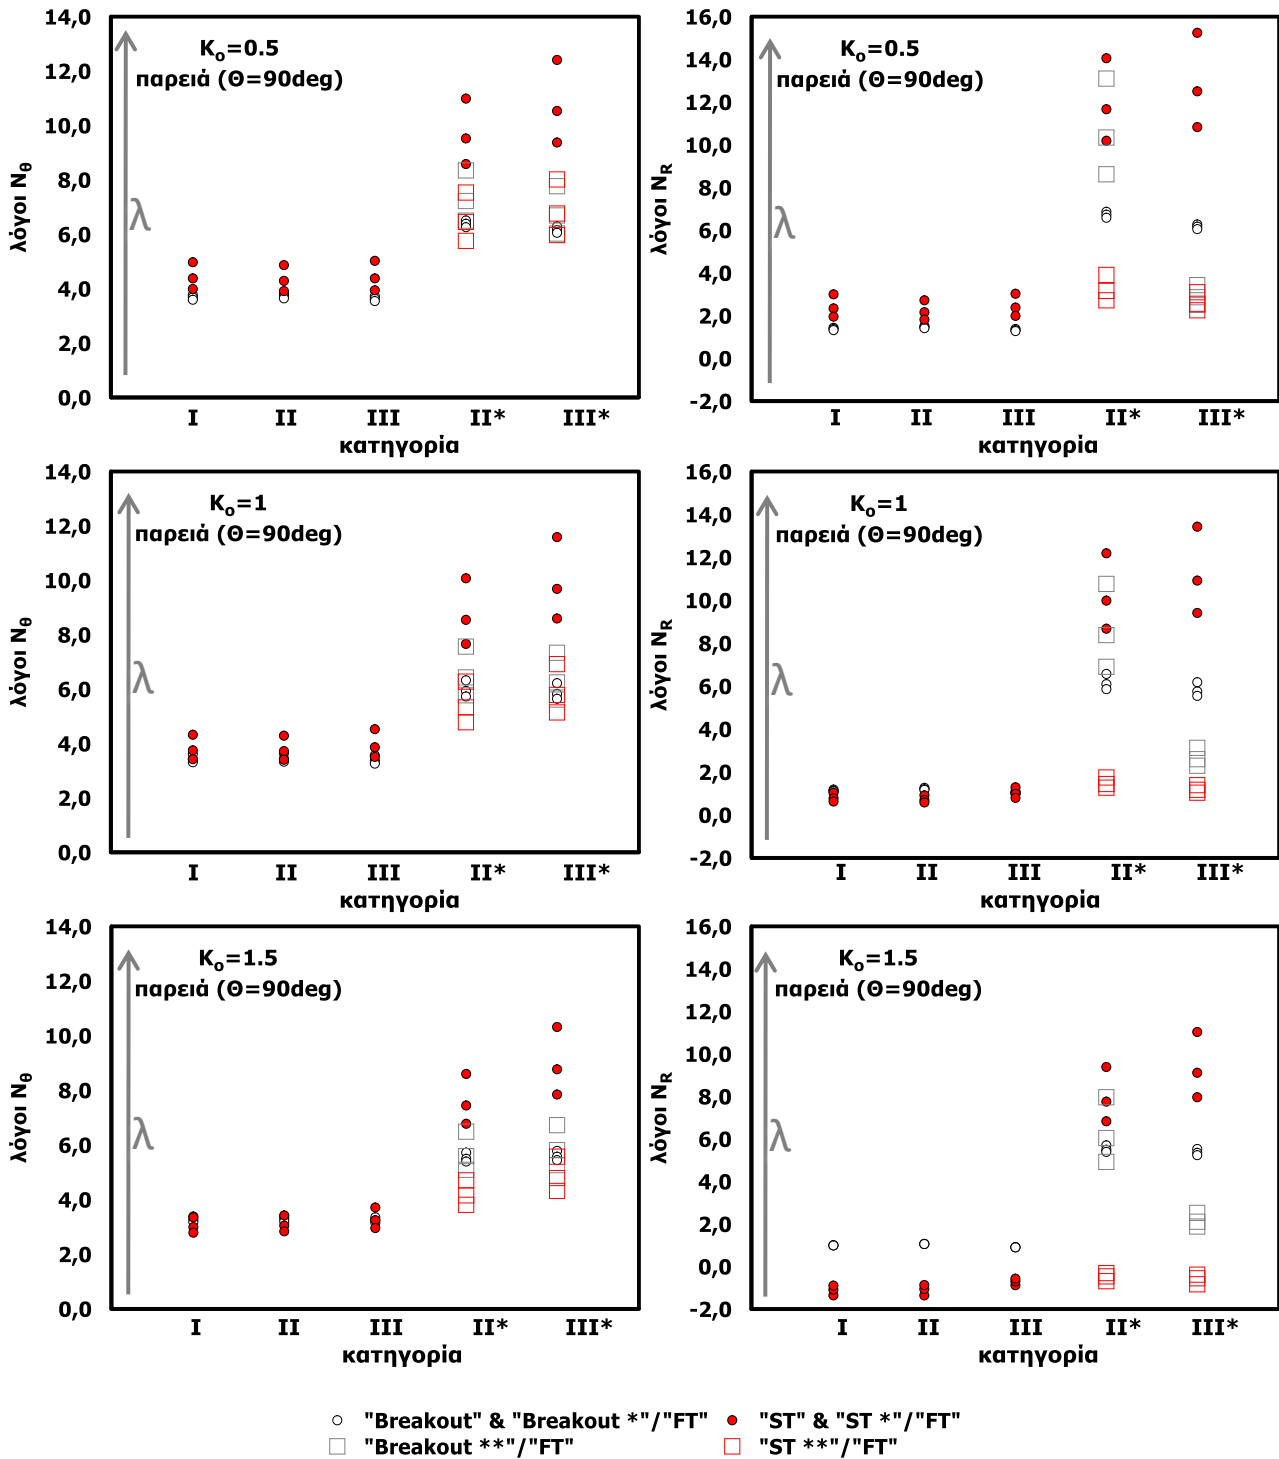 14,0
12,0
10,0
8,0
6,0
4,0
2,0
0,0
λόγοι Nθ
Ko=0.5
παρειά (Θ=90deg)
λ
I II III II* III*
κατηγορία
16,0
14,0
12,0
10,0
8,0
6,0
4,0
2,0
0,0
-2,0
λόγοι NR
Ko=0.5
παρειά (Θ=90deg)
λ
I II III II* III*
κατηγορία
14,0
12,0
10,0
8,0
6,0
4,0
2,0
0,0
λόγοι Nθ
Ko=1
παρειά (Θ=90deg)
λ
I II III II* III*
κατηγορία
16,0
14,0
12,0
10,0
8,0
6,0
4,0
2,0
0,0
-2,0
λόγοι NR
Ko=1
παρειά (Θ=90deg)
λ
I II III II* III*
κατηγορία
14,0
12,0
10,0
8,0
6,0
4,0
2,0
0,0
λόγοι Nθ
Ko=1.5
παρειά (Θ=90deg)
λ
I II III II* III*
κατηγορία
16,0
14,0
12,0
10,0
8,0
6,0
4,0
2,0
0,0
-2,0
λόγοι NR
Ko=1.5
παρειά (Θ=90deg)
λ
I II III II* III*
κατηγορία
"Breakout" & "Breakout *"/"FT"
"ST" & "ST *"/"FT"
"Breakout **"/"FT"
"ST **"/"FT"